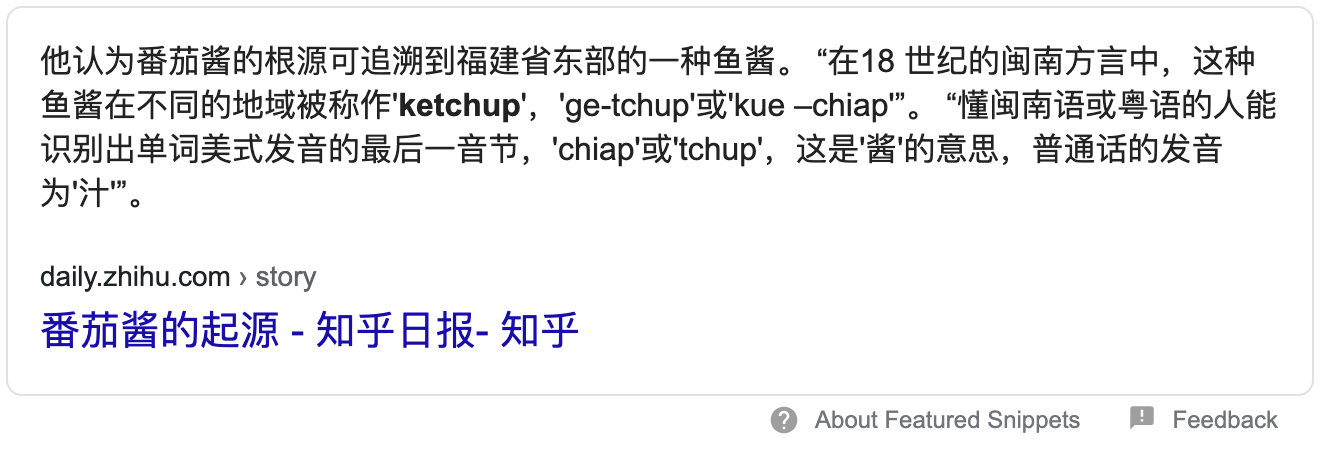 他认为番茄酱的根源可追溯到福建省东部的一种鱼酱。 “在18 世纪的闽南方言中，这种
鱼酱在不同的地域被称作'ketchup'，'ge-tchup'或'kue –chiap'”。 “懂闽南语或粤语的人能
识别出单词美式发音的最后一音节，'chiap'或'tchup'，这是'酱'的意思，普通话的发音
为'汁'”。
daily.zhihu.com › story
番茄酱的起源 - 知乎日报- 知乎
About Featured Snippets Feedback